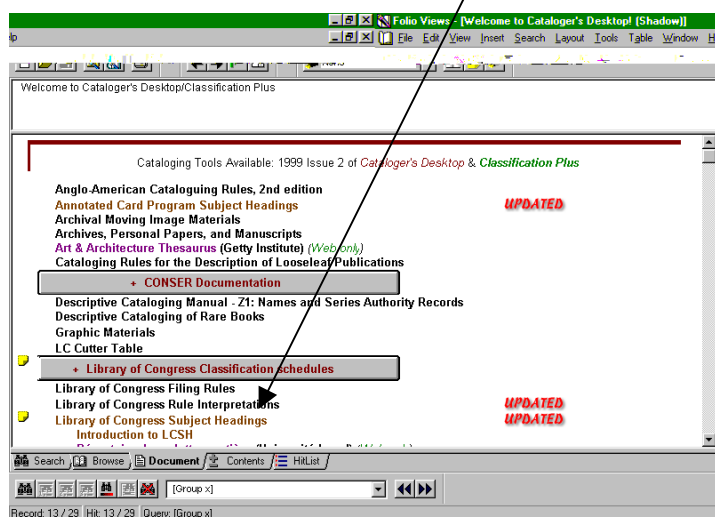 Folio Views - [Welcome to Cataloger's Desktop! (Shadow)]
lp File Edit View Insert Search Layout Tools Table Window H
Welcome to Cataloger's Desktop/Classification Plus
Cataloging Tools Available: 1999 Issue 2 of Cataloger's Desktop & Classification Plus
Anglo-American Cataloguing Rules, 2nd edition
Annotated Card Program Subject Headings UPDATED
Archival Moving Image Materials
Archives, Personal Papers, and Manuscripts
Art & Architecture Thesaurus (Getty Institute) (Web only)
Cataloging Rules for the Description of Looseleaf Publications
+ CONSER Documentation
Descriptive Cataloging Manual - Z1: Names and Series Authority Records
Descriptive Cataloging of Rare Books
Graphic Materials
LC Cutter Table
+ Library of Congress Classification schedules
Library of Congress Filing Rules
Library of Congress Rule Interpretations UPDATED
Library of Congress Subject Headings UPDATED
Introduction to LCSH
Search Browse Document Contents HitList
[Group x]
Record: 13 / 29 Hit: 13 / 29 Query: [Group x]